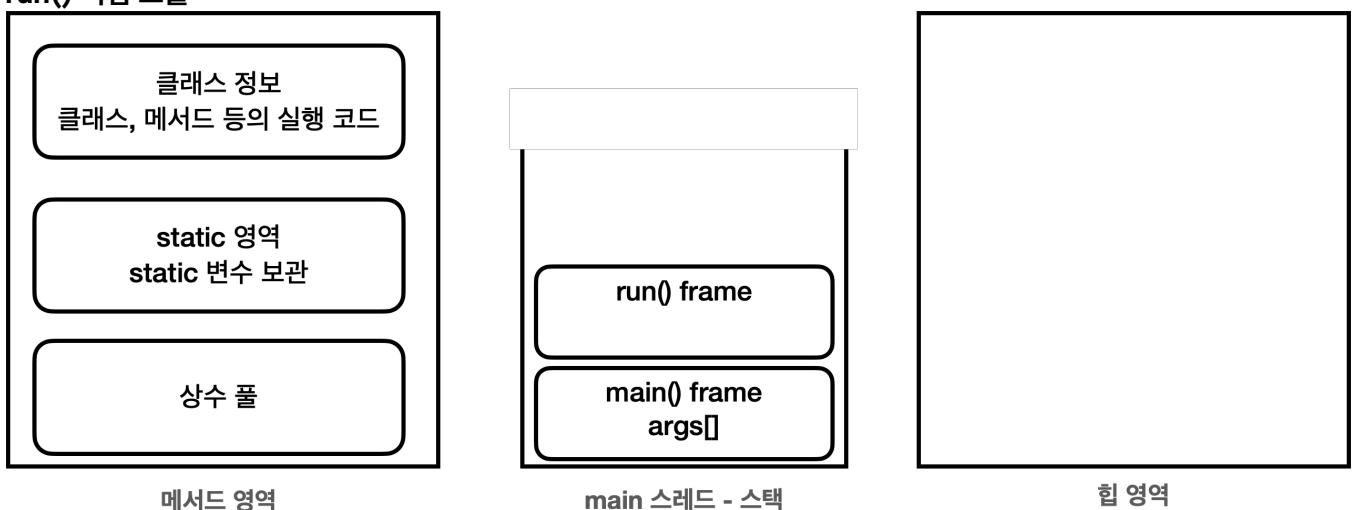 클래스 정보
클래스, 메서드 등의 실행 코드
static 영역
static 변수 보관
상수 풀
메서드 영역
run() frame
main() frame
args[]
main 스레드 - 스택
힙 영역